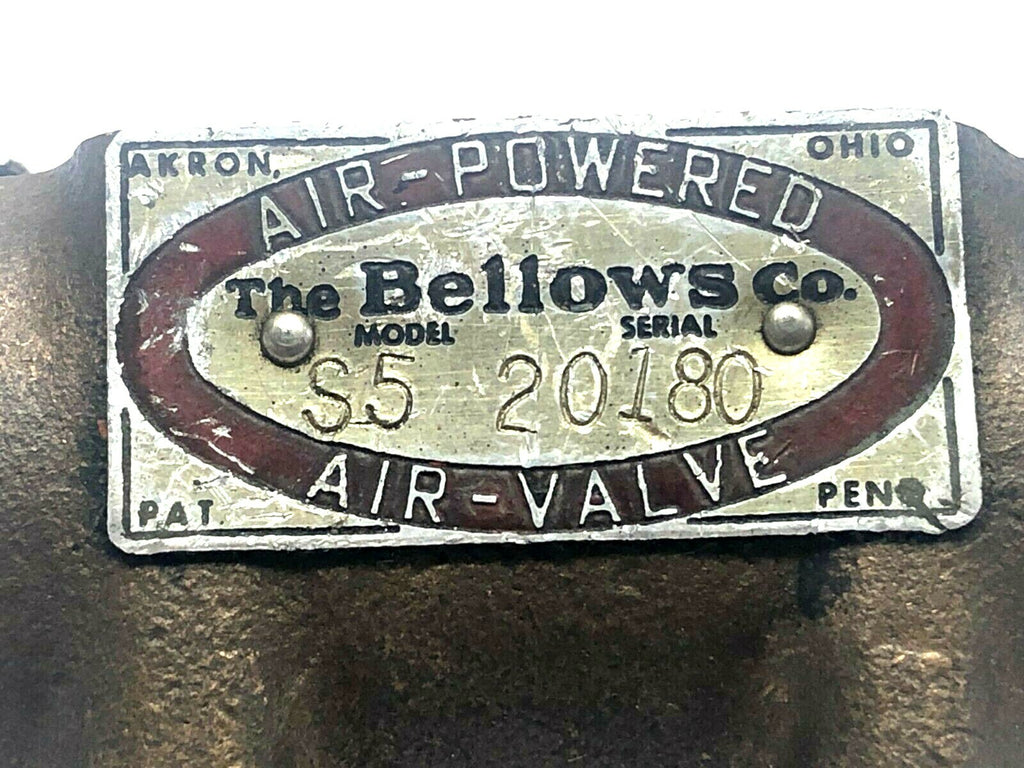 AKRON, OHIO
AIR-POWERED
The Bellows Co.
MODEL SERIAL
S5 20180
AIR-VALVE
PAT. PEND.